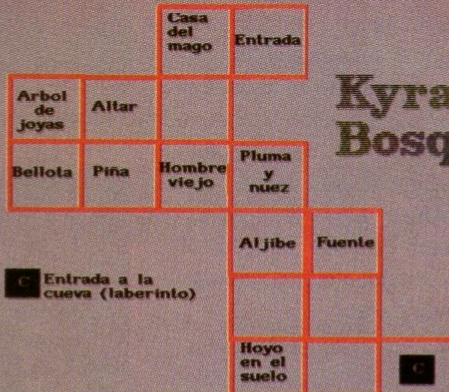 Casa
del
mago
Entrada
Arbol
de
joyas
Altar
Kyra
Bosq
Bellota
Piña
Hombre
viejo
Pluma
y
nuez
Aljibe
Fuente
C Entrada a la
cueva (laberinto)
Hoyo
en el
suelo
C